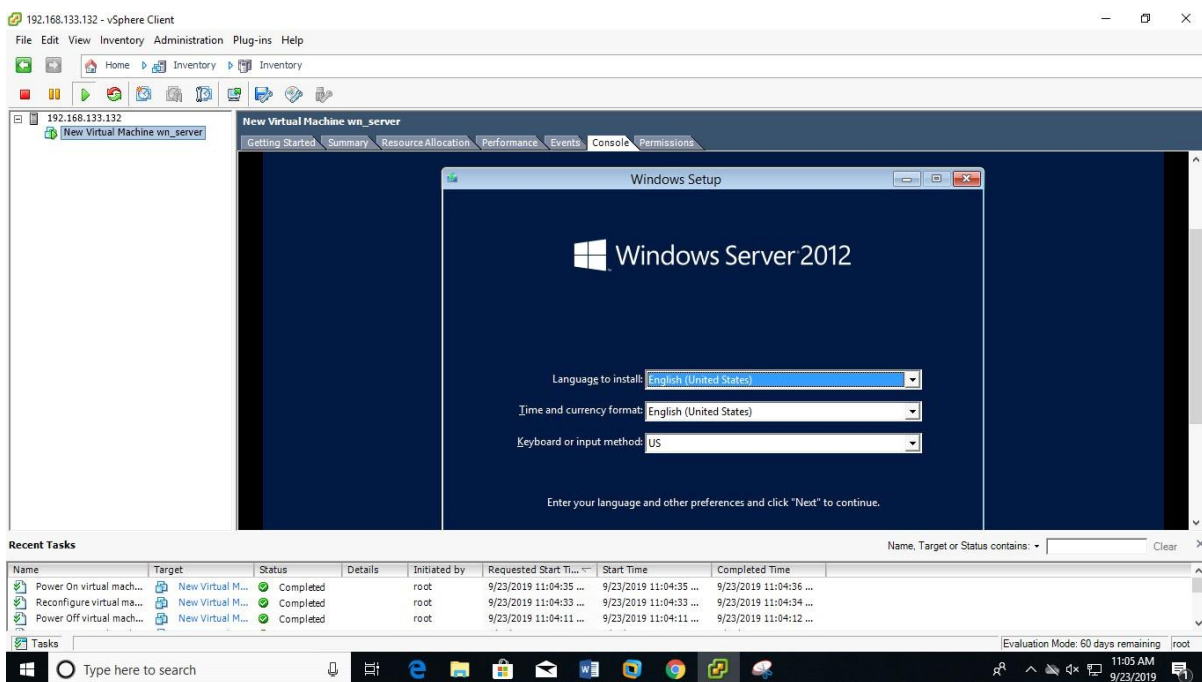 192.168.133.132 - vSphere Client
File Edit View Inventory Administration Plug-ins Help
Home Inventory Inventory
192.168.133.132
New Virtual Machine wn_server
New Virtual Machine wn_server
Getting Started Summary Resource Allocation Performance Events Console Permissions
Windows Setup
Windows Server 2012
Language to install: English (United States)
Time and currency format: English (United States)
Keyboard or input method: US
Enter your language and other preferences and click "Next" to continue.
Recent Tasks
Name, Target or Status contains:
Clear
Name Target Status Details Initiated by Requested Start Ti... Start Time Completed Time
Power On virtual mach... New Virtual M... Completed root 9/23/2019 11:04:35 ... 9/23/2019 11:04:35 ... 9/23/2019 11:04:36 ...
Reconfigure virtual ma... New Virtual M... Completed root 9/23/2019 11:04:33 ... 9/23/2019 11:04:33 ... 9/23/2019 11:04:34 ...
Power Off virtual mach... New Virtual M... Completed root 9/23/2019 11:04:11 ... 9/23/2019 11:04:11 ... 9/23/2019 11:04:12 ...
Tasks
Evaluation Mode: 60 days remaining root
Type here to search
11:05 AM
9/23/2019